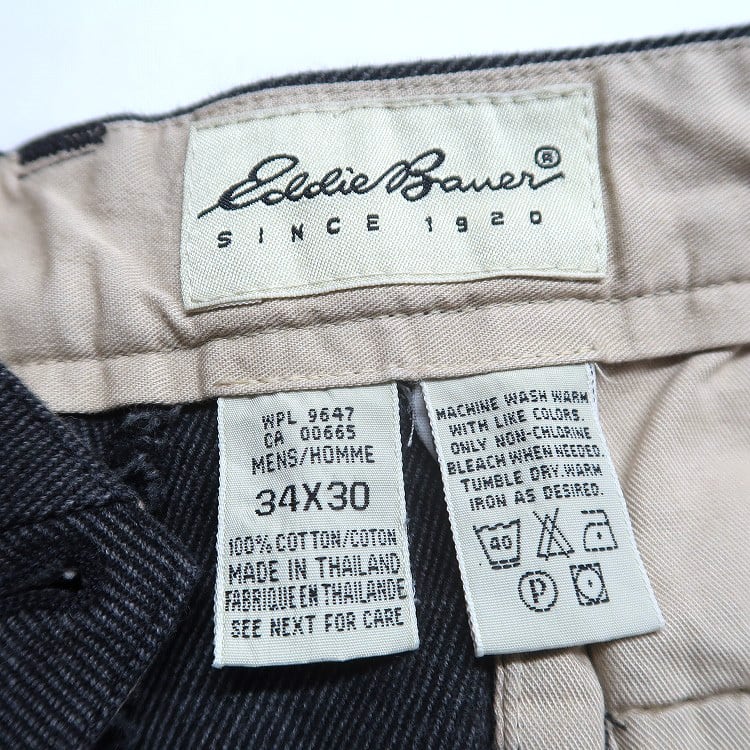 Eddie Bauer®
SINCE 1920
WPL 9647
CA 00665
MENS/HOMME
34X30
100% COTTON/COTON
MADE IN THAILAND
FABRIQUE EN THAILANDE
SEE NEXT FOR CARE
MACHINE WASH WARM
WITH LIKE COLORS.
ONLY NON-CHLORINE
BLEACH WHEN NEEDED.
TUMBLE DRY.WARM
IRON AS DESIRED.
40
P